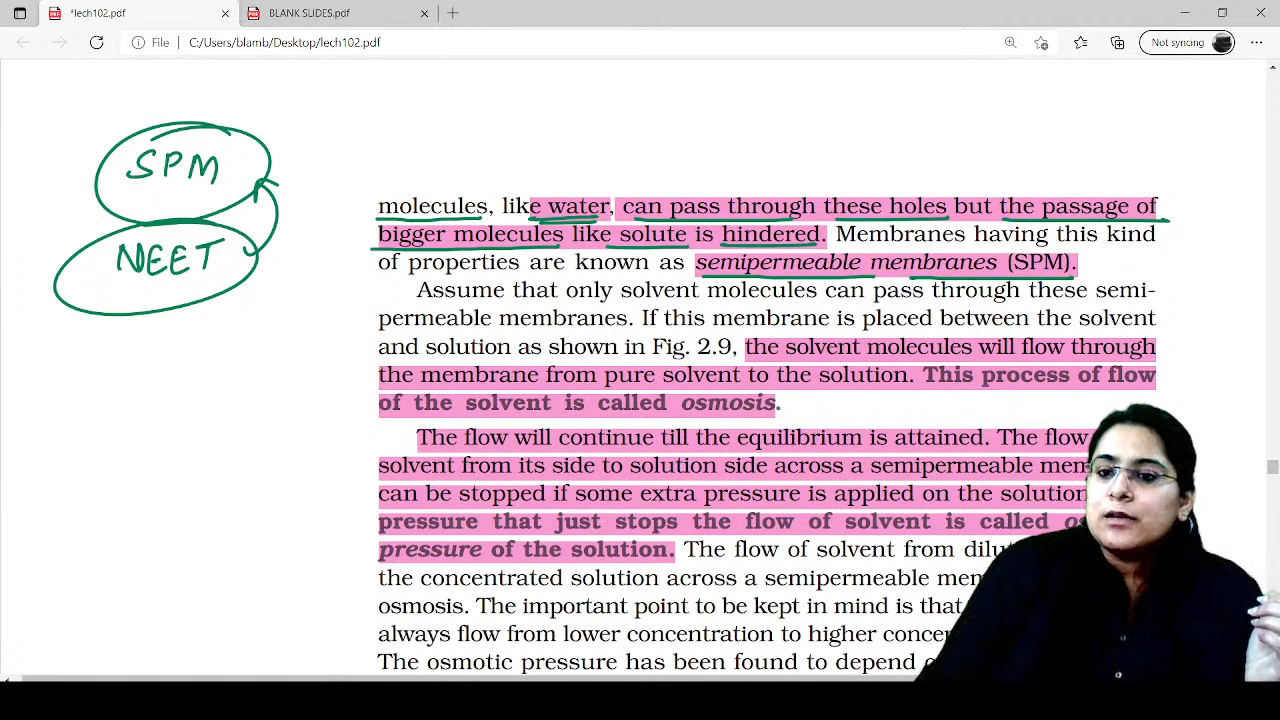 *lech102.pdf
BLANK SLIDES.pdf
File
C:/Users/blamb/Desktop/lech102.pdf
Not syncing
SPM
NEET
molecules, like water, can pass through these holes but the passage of
bigger molecules like solute is hindered. Membranes having this kind
of properties are known as semipermeable membranes (SPM).
Assume that only solvent molecules can pass through these semi-
permeable membranes. If this membrane is placed between the solvent
and solution as shown in Fig. 2.9, the solvent molecules will flow through
the membrane from pure solvent to the solution. This process of flow
of the solvent is called osmosis.
The flow will continue till the equilibrium is attained. The flow
solvent from its side to solution side across a semipermeable
can be stopped if some extra pressure is applied on the solution
pressure that just stops the flow of solvent is called
pressure of the solution. The flow of solvent from
the concentrated solution across a semipermeable
osmosis. The important point to be kept in mind is that
always flow from lower concentration to higher
The osmotic pressure has been found to depend